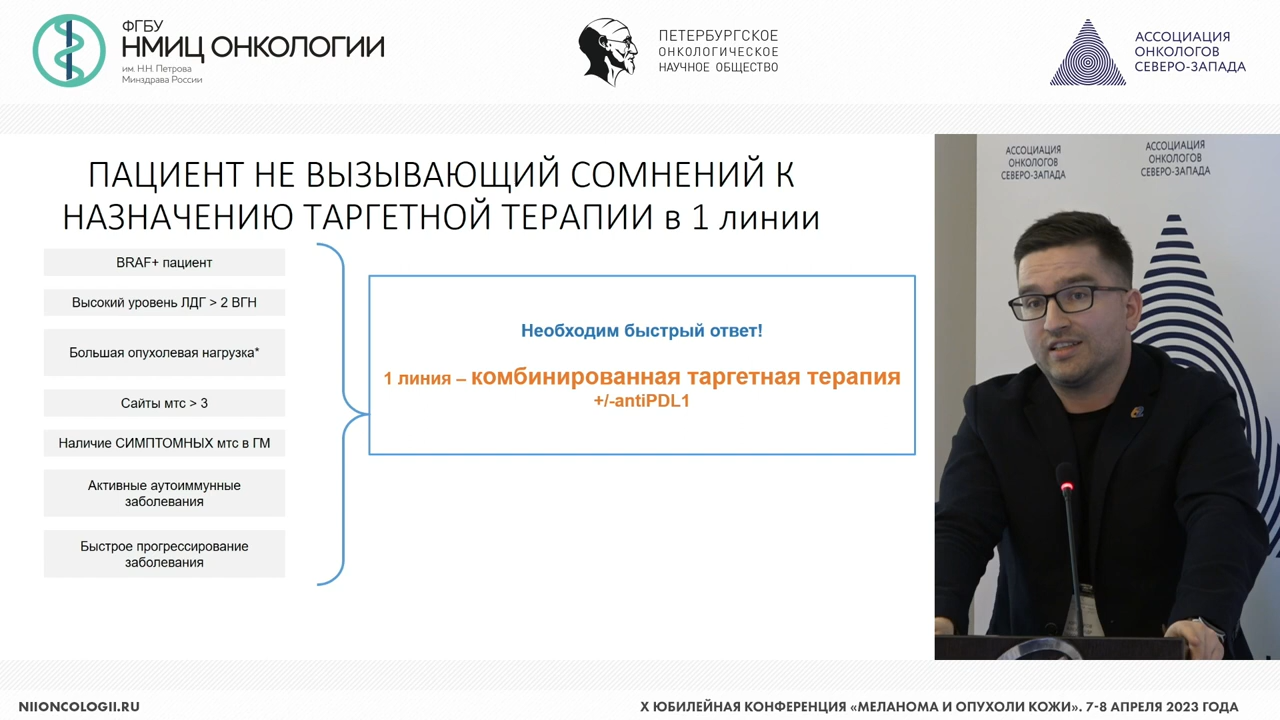 ФГБУ
НМИЦ ОНКОЛОГИИ
им. Н.Н. Петрова
Минздрава России
ПЕТЕРБУРГСКОЕ
ОНКОЛОГИЧЕСКОЕ
НАУЧНОЕ ОБЩЕСТВО
АССОЦИАЦИЯ
ОНКОЛОГОВ
СЕВЕРО-ЗАПАДА
ПАЦИЕНТ НЕ ВЫЗЫВАЮЩИЙ СОМНЕНИЙ К
НАЗНАЧЕНИЮ ТАРГЕТНОЙ ТЕРАПИИ в 1 линии
BRAF+ пациент
Высокий уровень ЛДГ > 2 ВГН
Большая опухолевая нагрузка*
Сайты мтс > 3
Наличие СИМПТОМНЫХ мтс в ГМ
Активные аутоиммунные
заболевания
Быстрое прогрессирование
заболевания
Необходим быстрый ответ!
1 линия – комбинированная таргетная терапия
+/-antiPDL1
АССОЦИАЦИЯ
ОНКОЛОГОВ
СЕВЕРО-ЗАПАДА
АССОЦИАЦИЯ
ОНКОЛОГОВ
СЕВЕРО-ЗАПАДА
NIIONCOLOGII.RU
X ЮБИЛЕЙНАЯ КОНФЕРЕНЦИЯ «МЕЛАНОМА И ОПУХОЛИ КОЖИ». 7-8 АПРЕЛЯ 2023 ГОДА